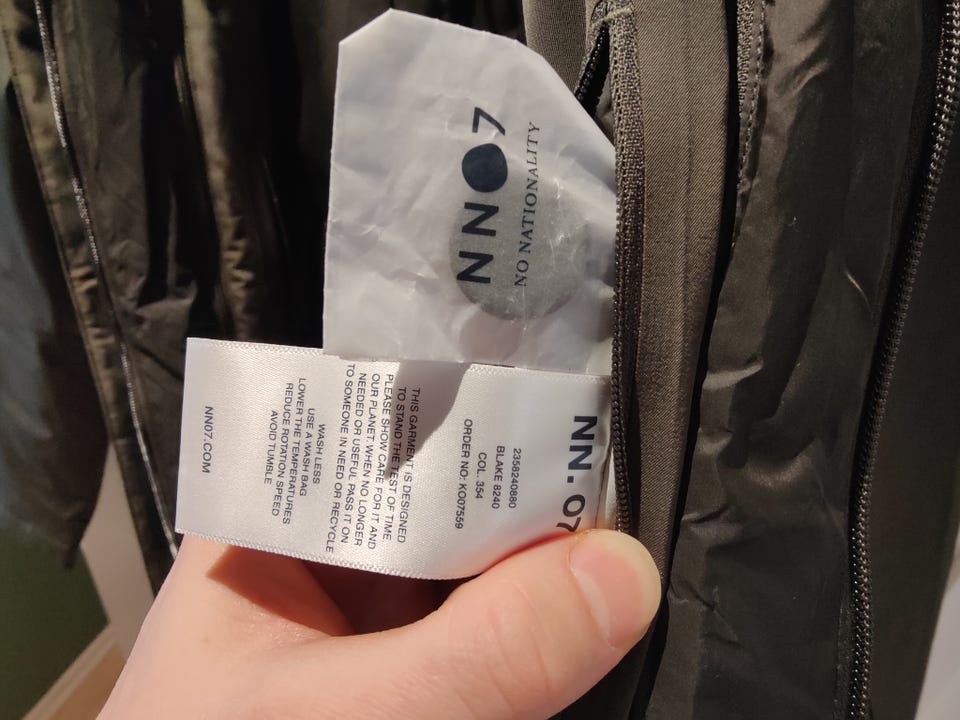 NN07
NO NATIONALITY
NN.07
2358240880
BLAKE 8240
COL. 354
ORDER NO: KO07559
THIS GARMENT IS DESIGNED
TO STAND THE TEST OF TIME
PLEASE SHOW CARE FOR IT AND
OUR PLANET. WHEN NO LONGER
NEEDED OR USEFUL PASS IT ON
TO SOMEONE IN NEED OR RECYCLE
WASH LESS
USE A WASH BAG
LOWER THE TEMPERATURES
REDUCE ROTATION SPEED
AVOID TUMBLE
NN07.COM